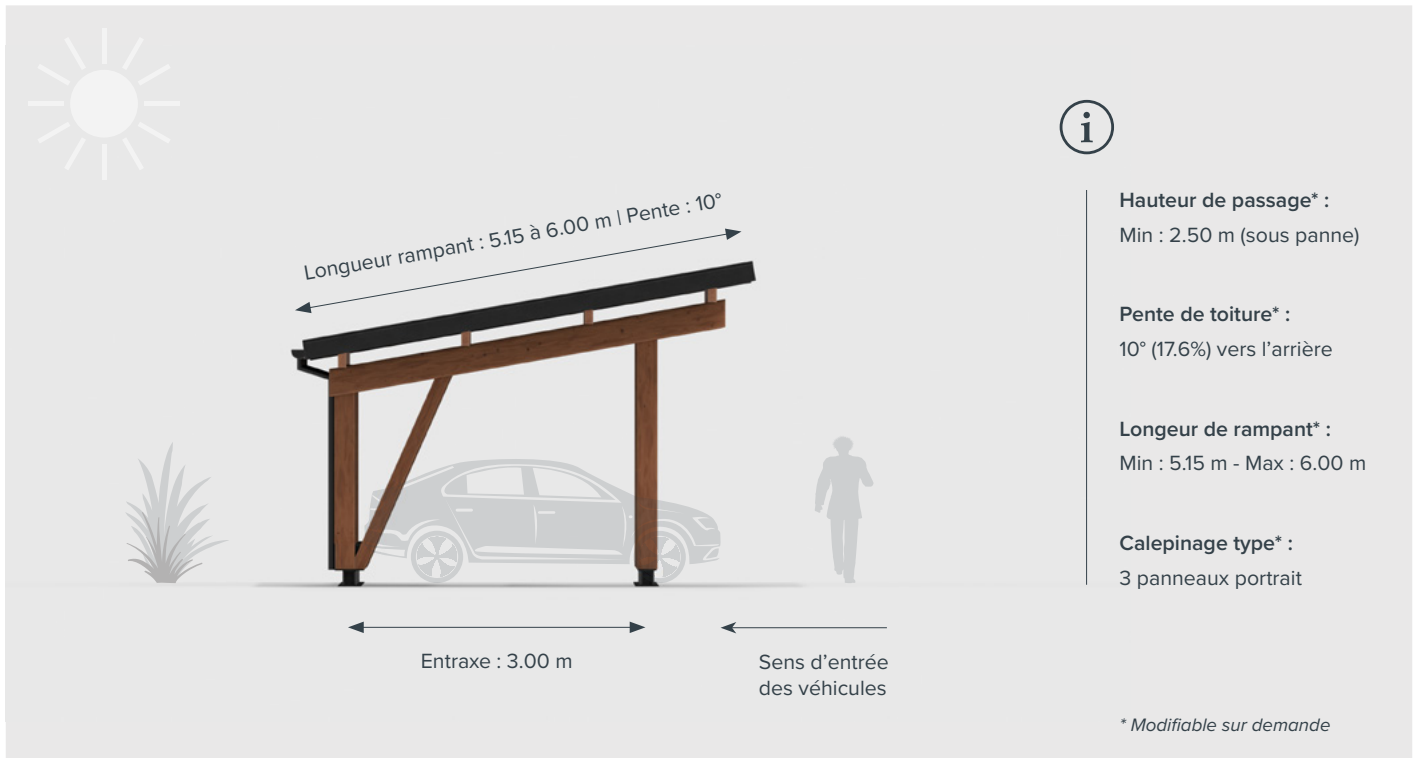 Longueur rampant : 5.15 à 6.00 m | Pente : 10°
Entraxe : 3.00 m
Sens d’entrée
des véhicules
i
Hauteur de passage* :
Min : 2.50 m (sous panne)
Pente de toiture* :
10° (17.6%) vers l’arrière
Longeur de rampant* :
Min : 5.15 m - Max : 6.00 m
Calepinage type* :
3 panneaux portrait
* Modifiable sur demande